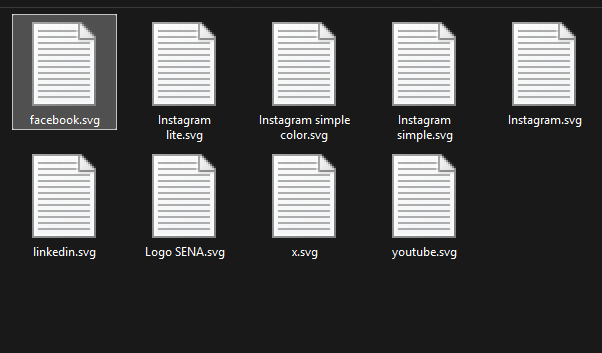 facebook.svg
Instagram
lite.svg
Instagram simple
color.svg
Instagram
simple.svg
Instagram.svg
linkedin.svg
Logo SENA.svg
x.svg
youtube.svg